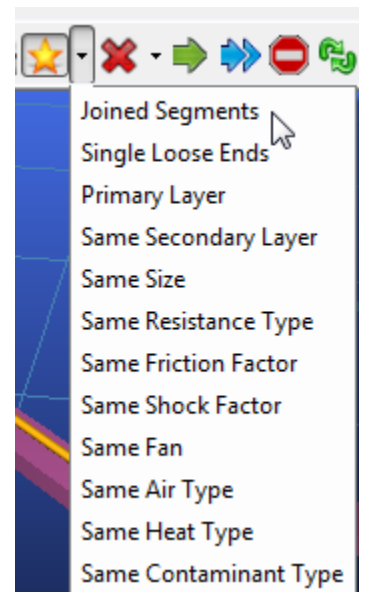 Joined Segments
Single Loose Ends
Primary Layer
Same Secondary Layer
Same Size
Same Resistance Type
Same Friction Factor
Same Shock Factor
Same Fan
Same Air Type
Same Heat Type
Same Contaminant Type